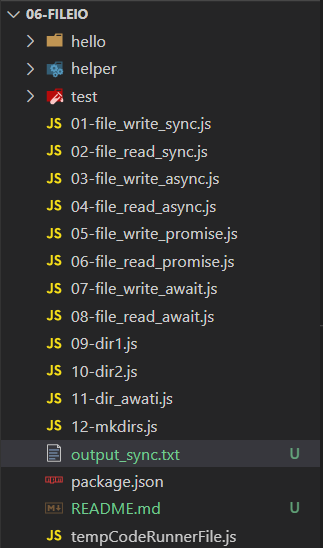 06-FILEIO
hello
helper
test
JS 01-file_write_sync.js
JS 02-file_read_sync.js
JS 03-file_write_async.js
JS 04-file_read_async.js
JS 05-file_write_promise.js
JS 06-file_read_promise.js
JS 07-file_write_await.js
JS 08-file_read_await.js
JS 09-dir1.js
JS 10-dir2.js
JS 11-dir_awati.js
JS 12-mkdirs.js
output_sync.txt U
package.json
README.md U
JS tempCodeRunnerFile.js